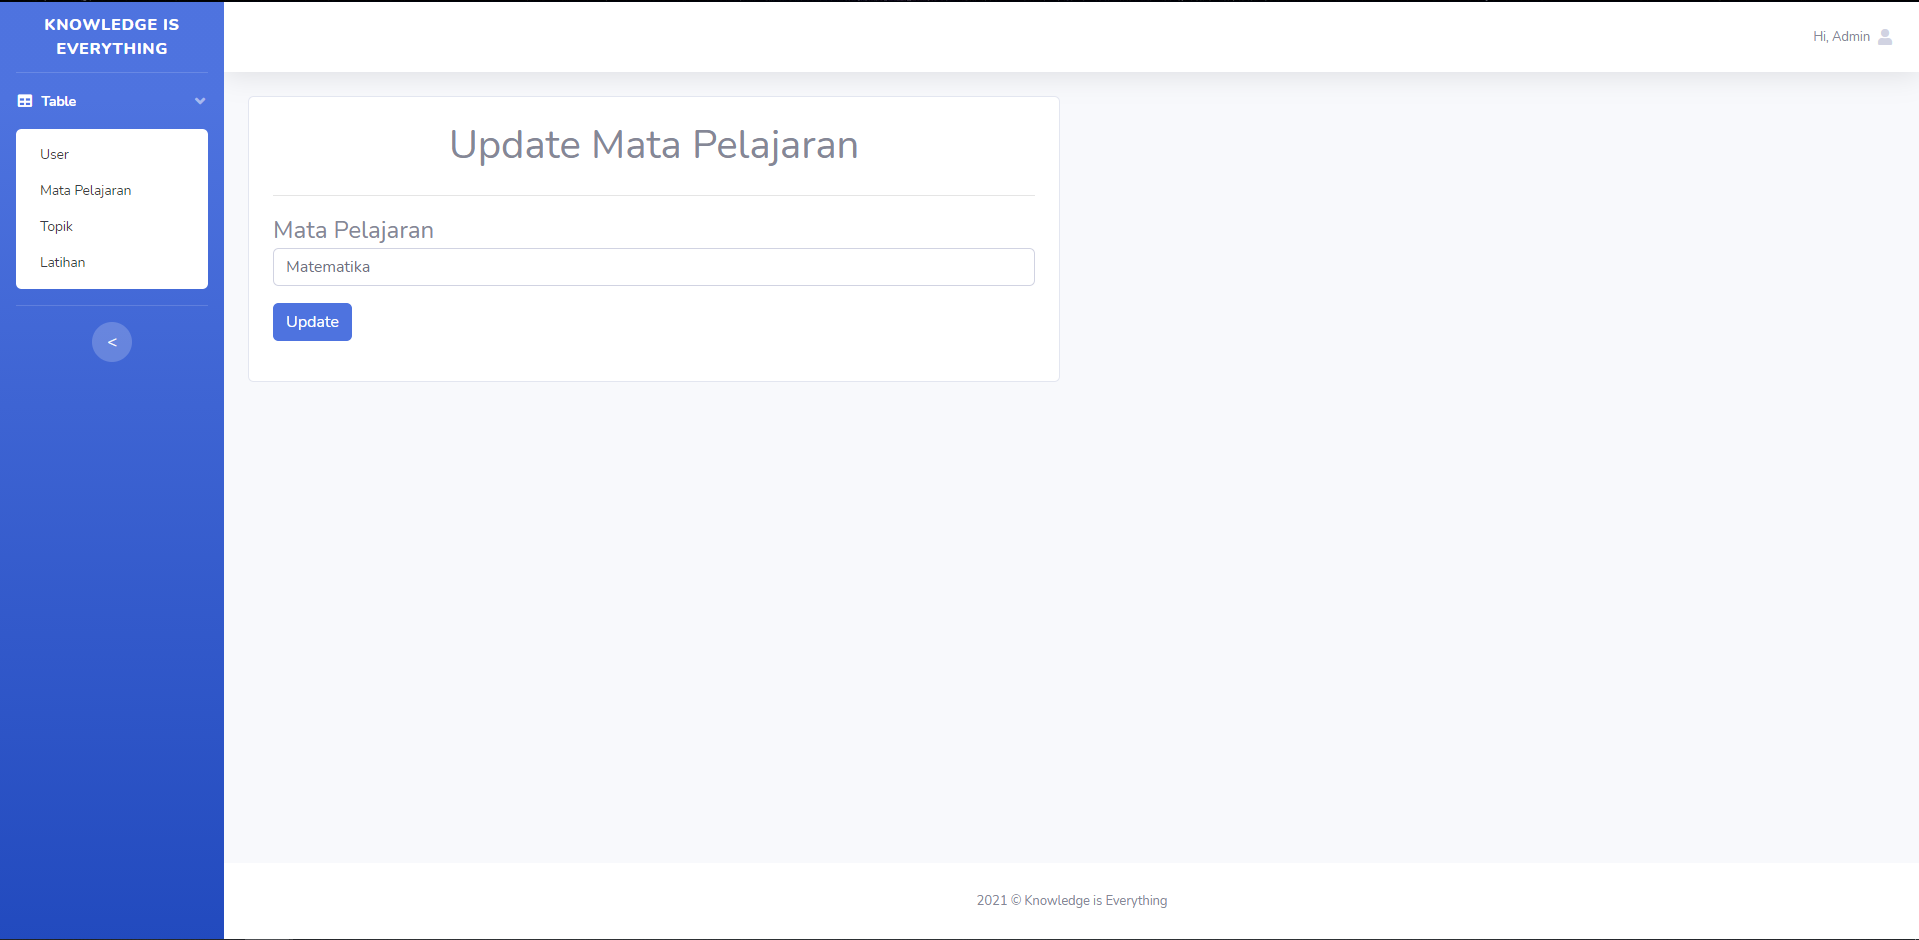 KNOWLEDGE IS
EVERYTHING
Table
User
Mata Pelajaran
Topik
Latihan
<
Hi, Admin
Update Mata Pelajaran
Mata Pelajaran
Matematika
Update
2021 © Knowledge is Everything